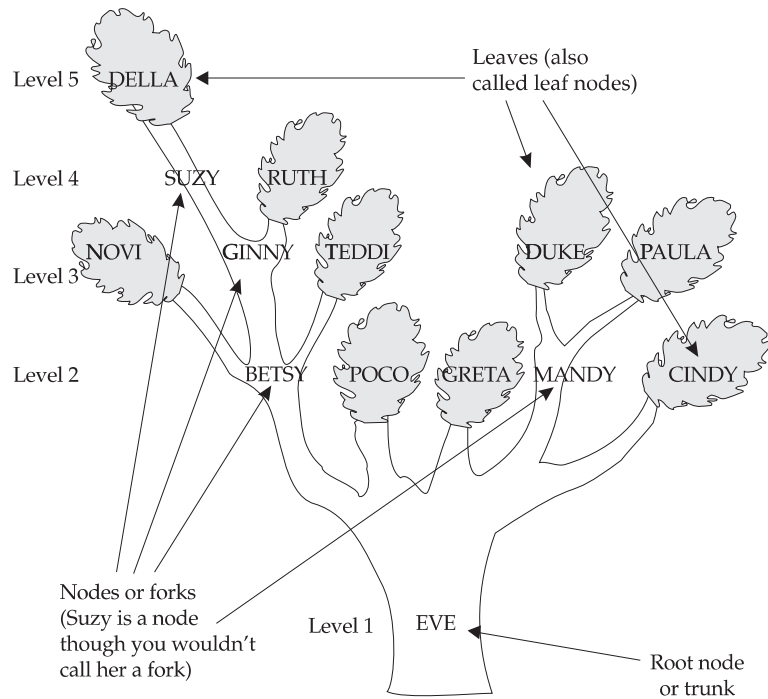 Leaves (also
called leaf nodes)
Level 5
DELLA
Level 4
SUZY
RUTH
NOVI
GINNY
TEDDI
DUKE
PAULA
Level 3
Level 2
BETSY
POCO
GRETA
MANDY
CINDY
Nodes or forks
(Suzy is a node
though you wouldn't
call her a fork)
Level 1
EVE
Root node
or trunk